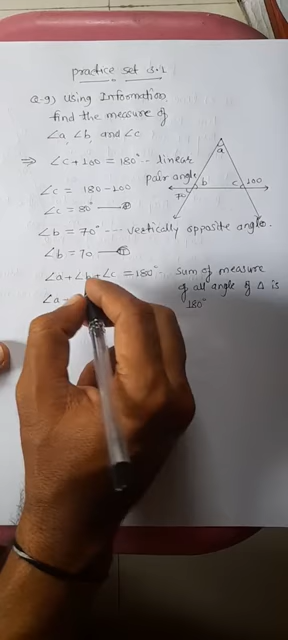 practice set 3.1
Q-9) Using Information
find the measure of
∠a, ∠b, and ∠c
⇒ ∠c + 100 = 180° -- linear
pair angle
∠c = 180 - 100
∠c = 80° — ①
∠b = 70° --- vertically opposite angle.
∠b = 70 — ①
∠a + ∠b + ∠c = 180° - sum of measure
of all angle of Δ is
180°
∠a -
a
b
c
100
70